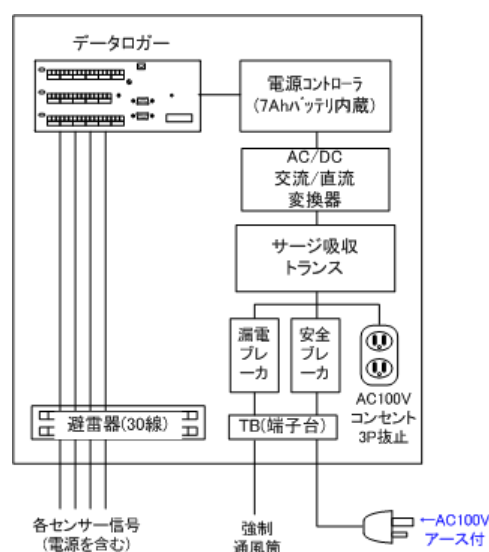 データロガー
電源コントローラ
(7Ahバッテリ内蔵)
AC/DC
交流/直流
変換器
サージ吸収
トランス
漏電
ブレ
ーカ
安全
ブレ
ーカ
AC100V
コンセント
3P抜止
避雷器(30線)
TB(端子台)
各センサー信号
(電源を含む)
強制
通風筒
←AC100V
アース付